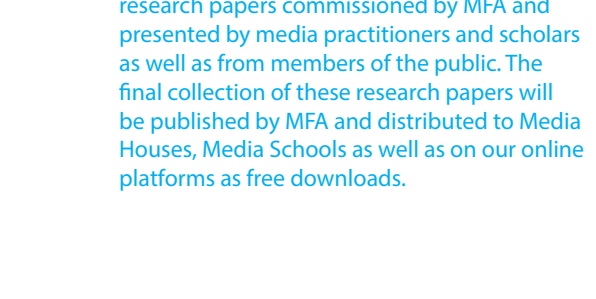 research papers commissioned by MFA and
presented by media practitioners and scholars
as well as from members of the public. The
final collection of these research papers will
be published by MFA and distributed to Media
Houses, Media Schools as well as on our online
platforms as free downloads.